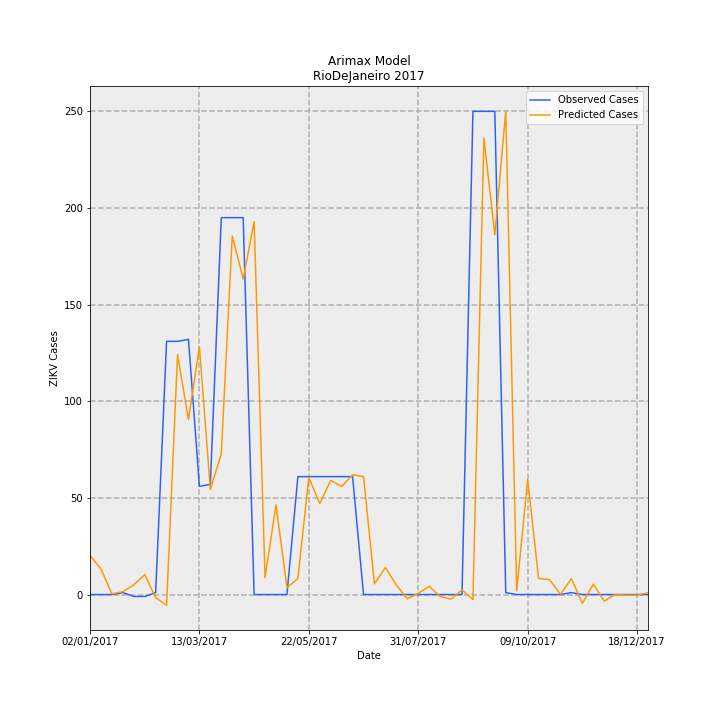 Arimax Model
RioDeJaneiro 2017
Observed Cases
Predicted Cases
250
200
150
100
50
0
ZIKV Cases
02/01/2017
13/03/2017
22/05/2017
31/07/2017
09/10/2017
18/12/2017
Date